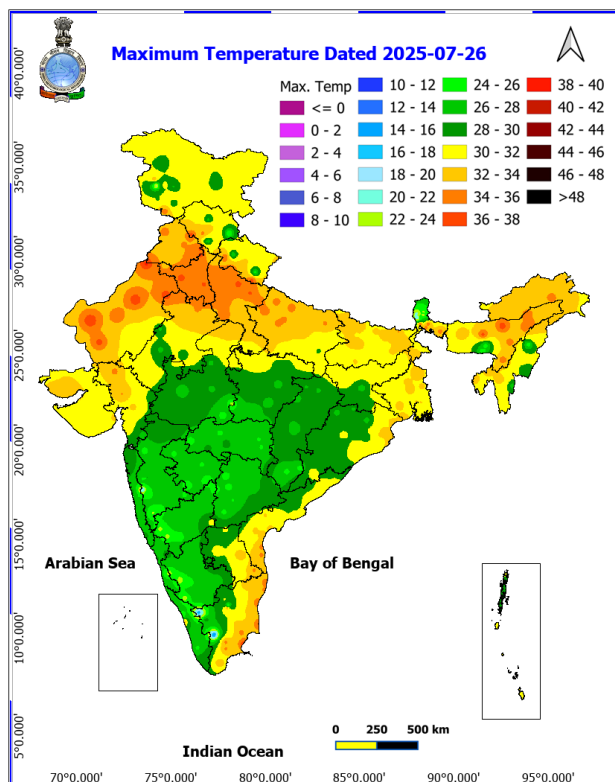 Maximum Temperature Dated 2025-07-26
Max. Temp
<= 0
0 - 2
2 - 4
4 - 6
6 - 8
8 - 10
10 - 12
12 - 14
14 - 16
16 - 18
18 - 20
20 - 22
22 - 24
24 - 26
26 - 28
28 - 30
30 - 32
32 - 34
34 - 36
36 - 38
38 - 40
40 - 42
42 - 44
44 - 46
46 - 48
>48
40°0.000'
35°0.000'
30°0.000'
25°0.000'
20°0.000'
15°0.000'
10°0.000'
5°0.000'
Arabian Sea
Bay of Bengal
Indian Ocean
0 250 500 km
70°0.000' 75°0.000' 80°0.000' 85°0.000' 90°0.000' 95°0.000'